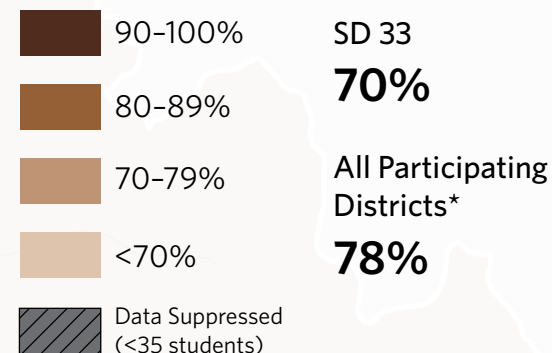 90–100%
80–89%
70–79%
<70%
Data Suppressed
(<35 students)
SD 33
70%
All Participating
Districts*
78%